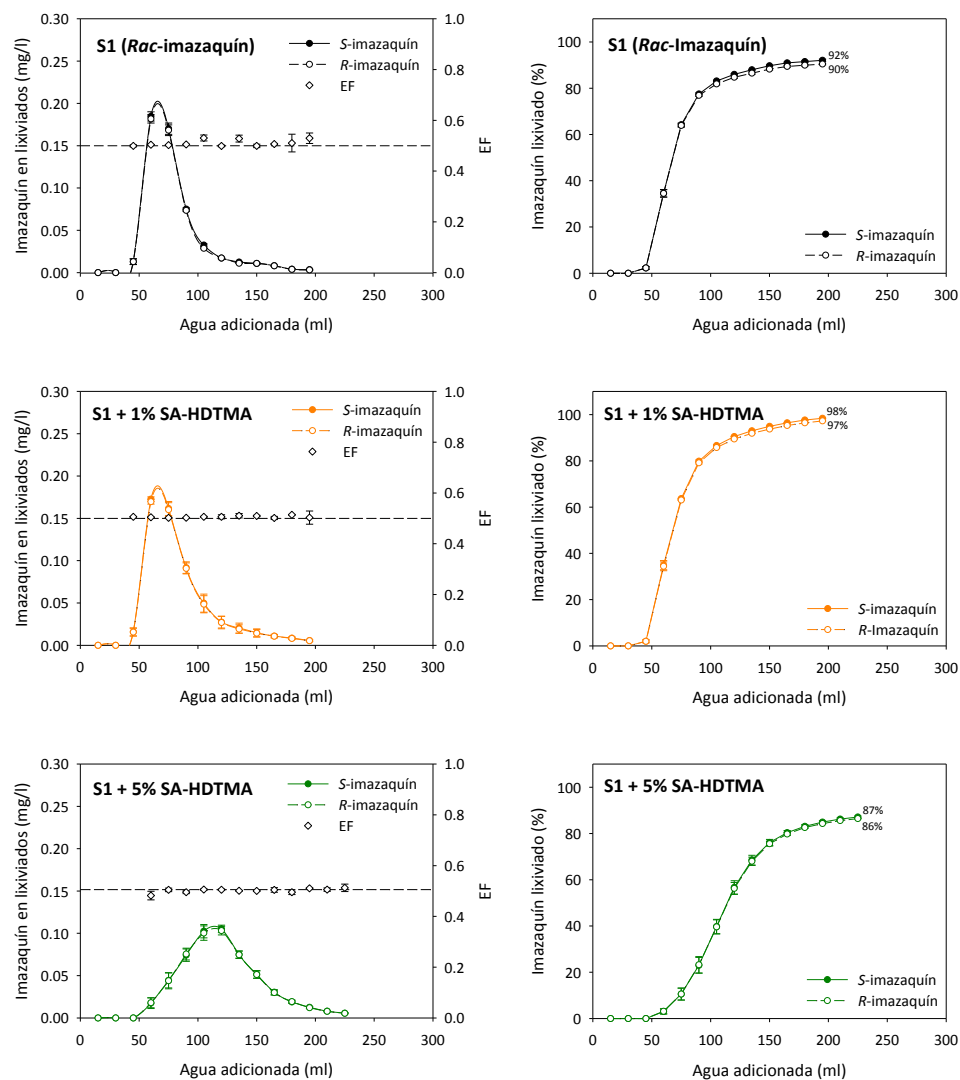 S1 (Rac-imazaquín)
S-imazaquín
R-imazaquín
EF
Imazaquín en lixiviados (mg/l)
0.30
0.25
0.20
0.15
0.10
0.05
0.00
1.0
0.8
0.6
0.4
0.2
0.0
EF
0 50 100 150 200 250 300
Agua adicionada (ml)
S1 (Rac-Imazaquín)
92%
90%
Imazaquín lixiviado (%)
100
80
60
40
20
0
S-imazaquín
R-imazaquín
0 50 100 150 200 250 300
Agua adicionada (ml)
S1 + 1% SA-HDTMA
S-imazaquín
R-imazaquín
EF
Imazaquín en lixiviados (mg/l)
0.30
0.25
0.20
0.15
0.10
0.05
0.00
1.0
0.8
0.6
0.4
0.2
0.0
EF
0 50 100 150 200 250 300
Agua adicionada (ml)
S1 + 1% SA-HDTMA
98%
97%
Imazaquín lixiviado (%)
100
80
60
40
20
0
S-imazaquín
R-Imazaquín
0 50 100 150 200 250 300
Agua adicionada (ml)
S1 + 5% SA-HDTMA
S-imazaquín
R-imazaquín
EF
Imazaquín en lixiviados (mg/l)
0.30
0.25
0.20
0.15
0.10
0.05
0.00
1.0
0.8
0.6
0.4
0.2
0.0
EF
0 50 100 150 200 250 300
Agua adicionada (ml)
S1 + 5% SA-HDTMA
87%
86%
Imazaquín lixiviado (%)
100
80
60
40
20
0
S-imazaquín
R-imazaquín
0 50 100 150 200 250 300
Agua adicionada (ml)